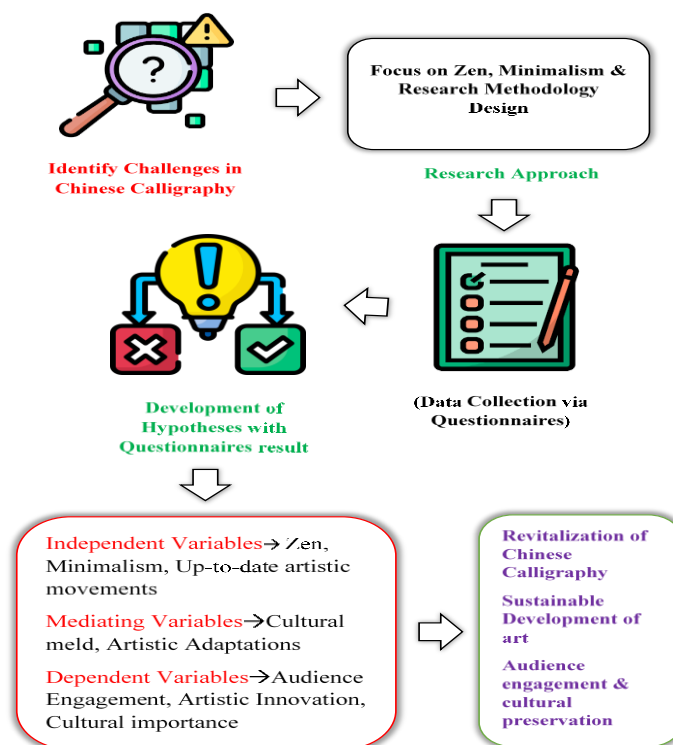 ?
!
Focus on Zen, Minimalism &
Research Methodology
Design
Identify Challenges in
Chinese Calligraphy
Research Approach
(Data Collection via
Questionnaires)
Development of
Hypotheses with
Questionnaires result
Independent Variables→ Zen,
Minimalism, Up-to-date artistic
movements
Mediating Variables→Cultural
meld, Artistic Adaptations
Dependent Variables→Audience
Engagement, Artistic Innovation,
Cultural importance
Revitalization of
Chinese
Calligraphy
Sustainable
Development of
art
Audience
engagement &
cultural
preservation